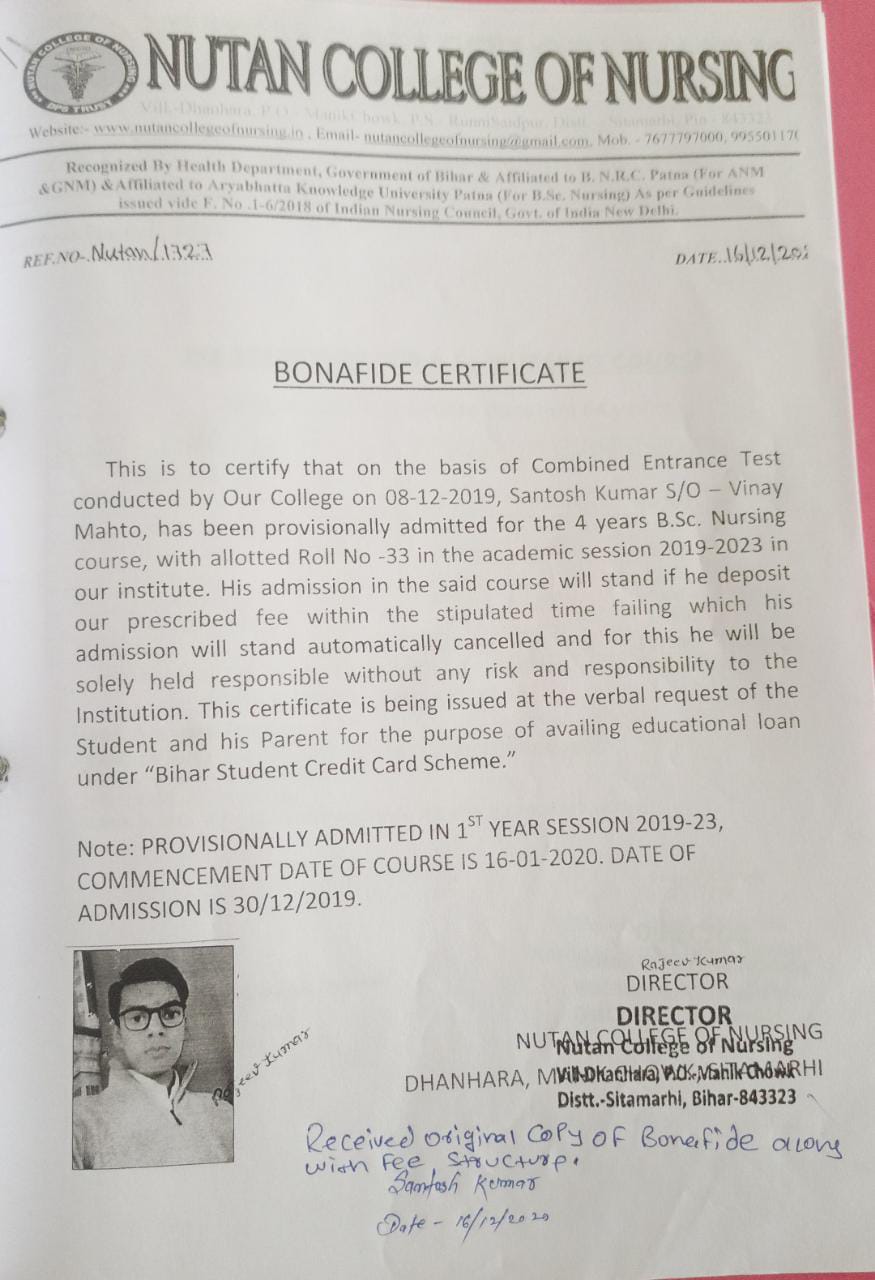 NUTAN COLLEGE OF NURSING
NUTAN COLLEGE OF NURSING
DPS TRUST
Vill.-Dhanhara, P.O.- Manik Chowk, P.S.- RunniSaidpur, Distt. - Sitamarhi, Pin - 843323
Website:- www.nutancollegeofnursing.in , Email- nutancollegeofnursing@gmail.com, Mob. - 7677797000, 99550117
Recognized By Health Department, Government of Bihar & Affiliated to B. N.R.C. Patna (For ANM
&GNM) & Affiliated to Aryabhatta Knowledge University Patna (For B.Sc. Nursing) As per Guidelines
issued vide F. No .1-6/2018 of Indian Nursing Council, Govt. of India New Delhi.
REF.NO-.Nutan/1323
DATE..16/12/202
BONAFIDE CERTIFICATE
This is to certify that on the basis of Combined Entrance Test
conducted by Our College on 08-12-2019, Santosh Kumar S/O – Vinay
Mahto, has been provisionally admitted for the 4 years B.Sc. Nursing
course, with allotted Roll No -33 in the academic session 2019-2023 in
our institute. His admission in the said course will stand if he deposit
our prescribed fee within the stipulated time failing which his
admission will stand automatically cancelled and for this he will be
solely held responsible without any risk and responsibility to the
Institution. This certificate is being issued at the verbal request of the
Student and his Parent for the purpose of availing educational loan
under “Bihar Student Credit Card Scheme.”
Note: PROVISIONALLY ADMITTED IN 1ST YEAR SESSION 2019-23,
COMMENCEMENT DATE OF COURSE IS 16-01-2020. DATE OF
ADMISSION IS 30/12/2019.
Rajeev Kumar
Rajeev Kumar
DIRECTOR
DIRECTOR
NUTAN COLLEGE OF NURSING
Nutan College of Nursing
DHANHARA, SITAMARHI
Vill-Dhanhara, P.O.-Manik Chowk
Distt.-Sitamarhi, Bihar-843323
Received original Copy of Bonafide along
with Fee Structure.
Santosh Kumar
Date - 16/12/2020